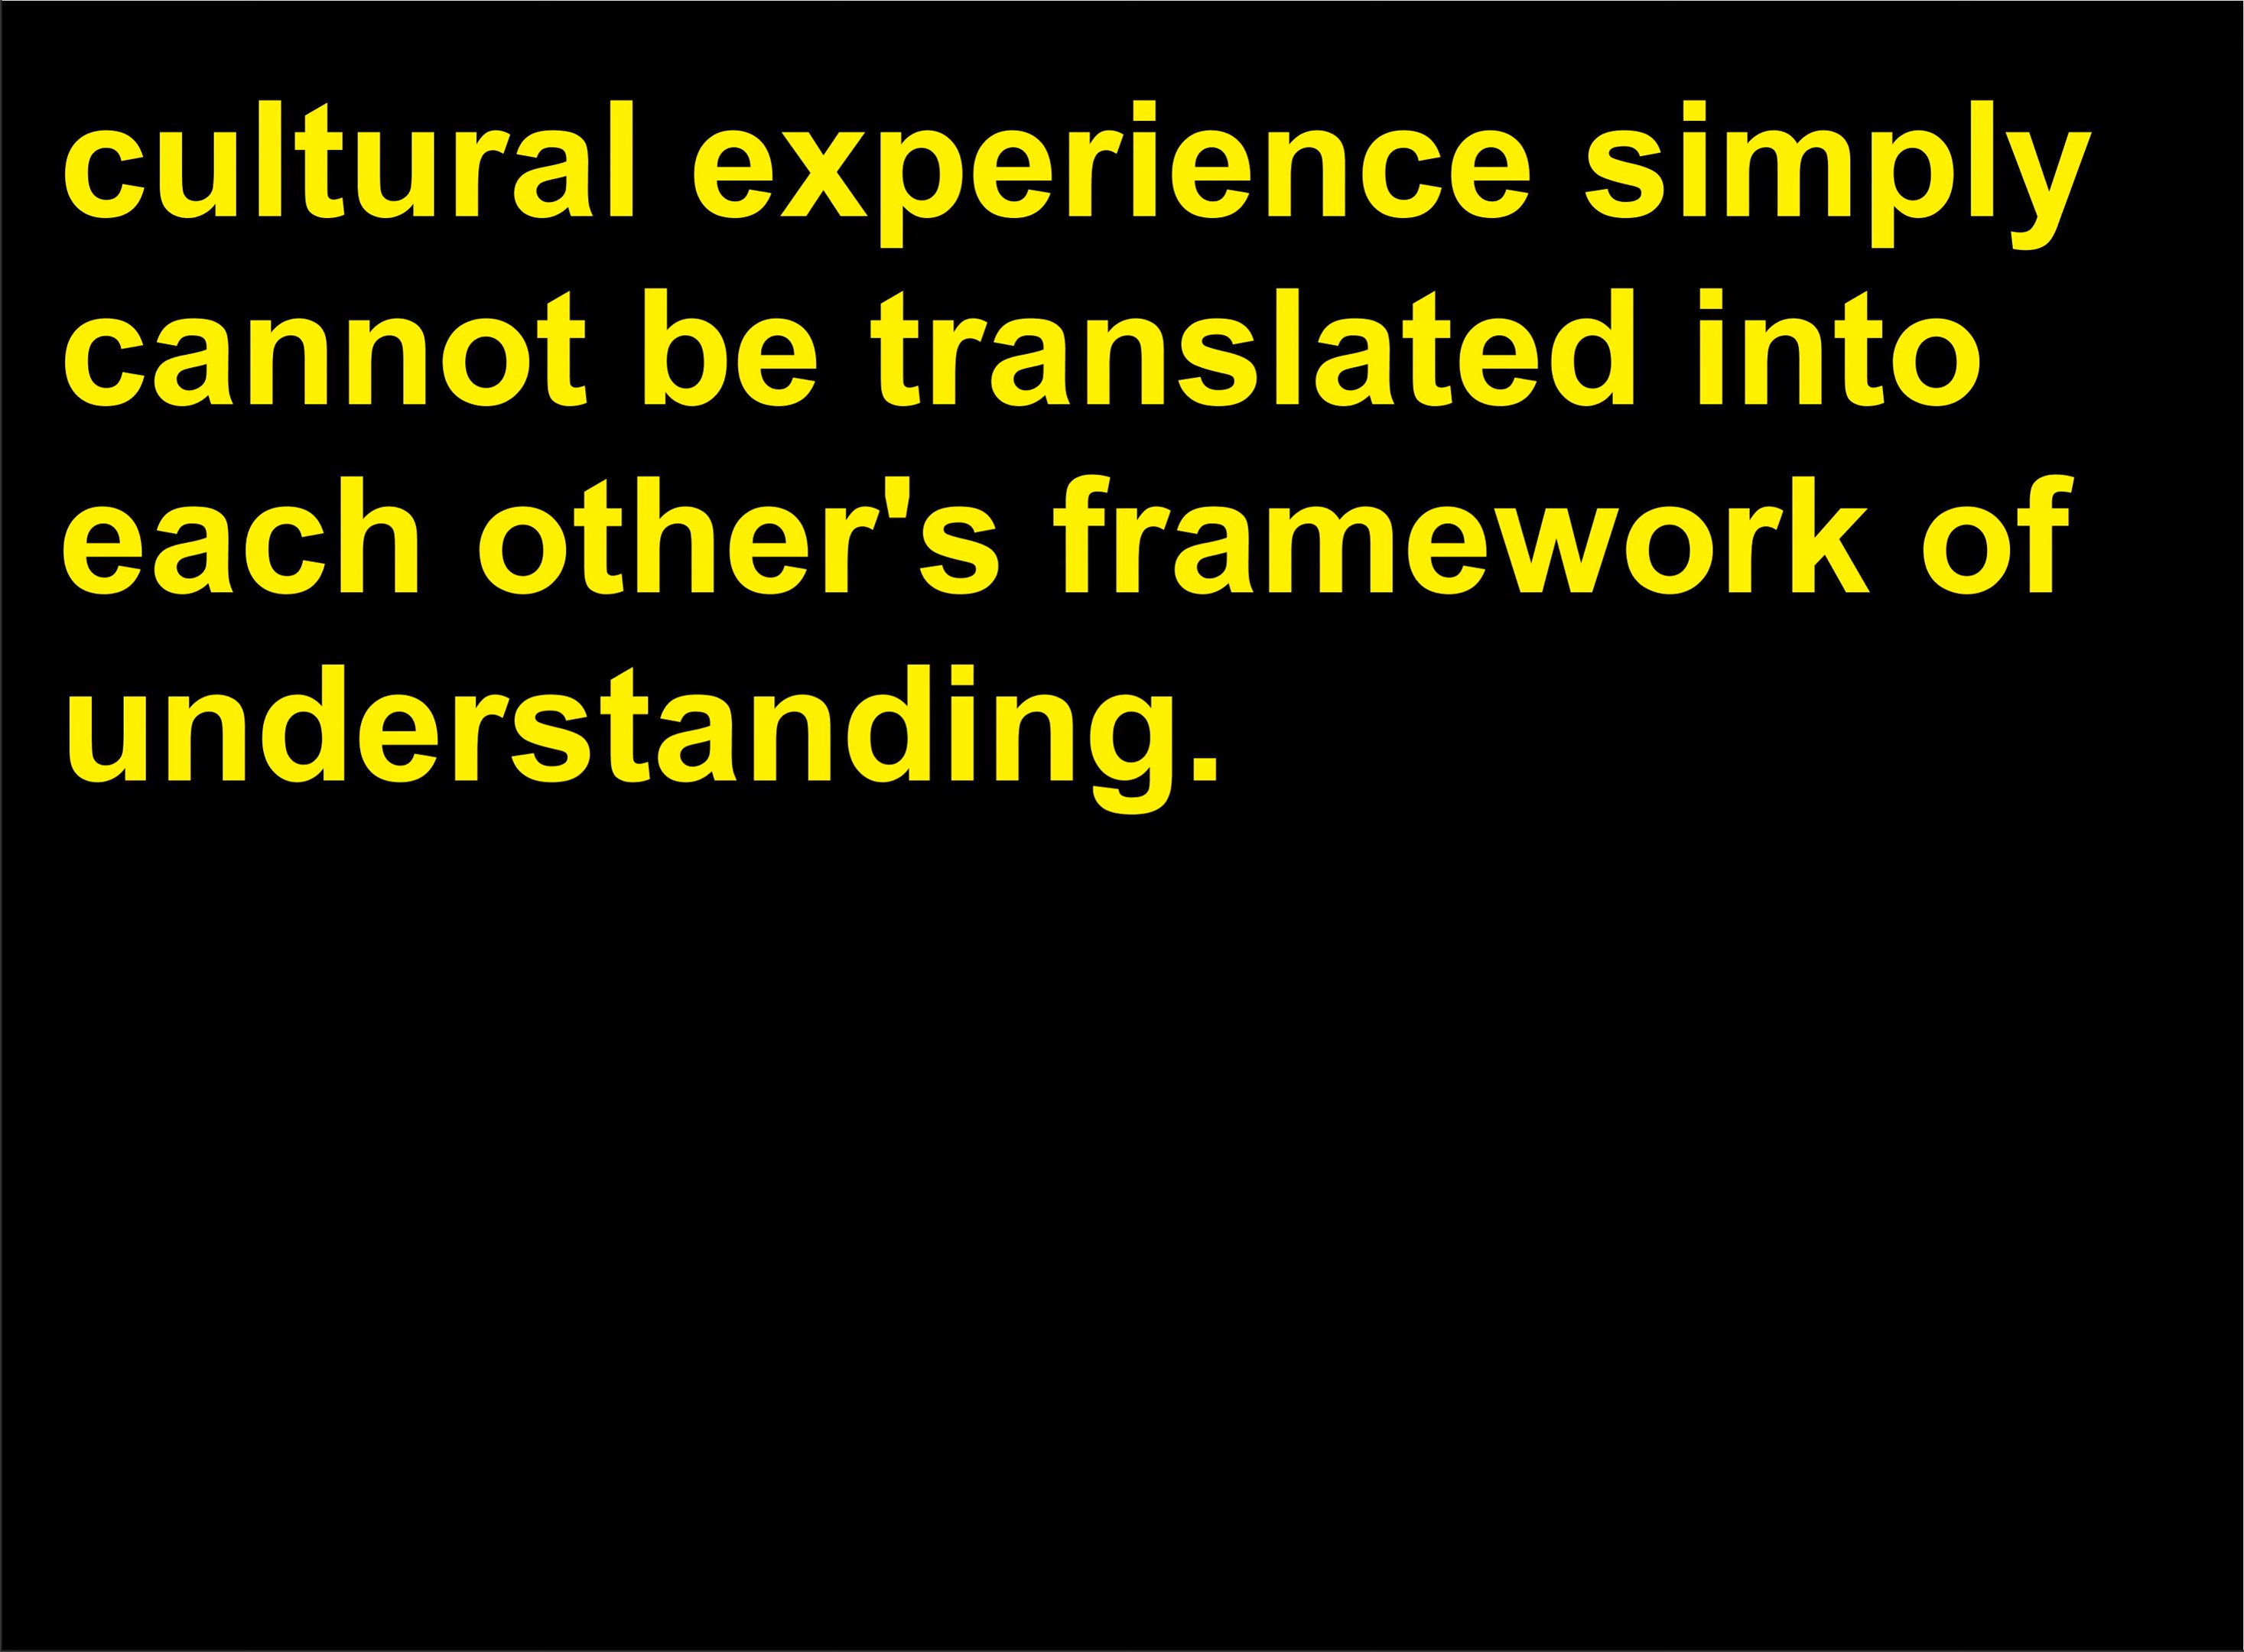 cultural experience simply
cannot be translated into
each other's framework of
understanding.